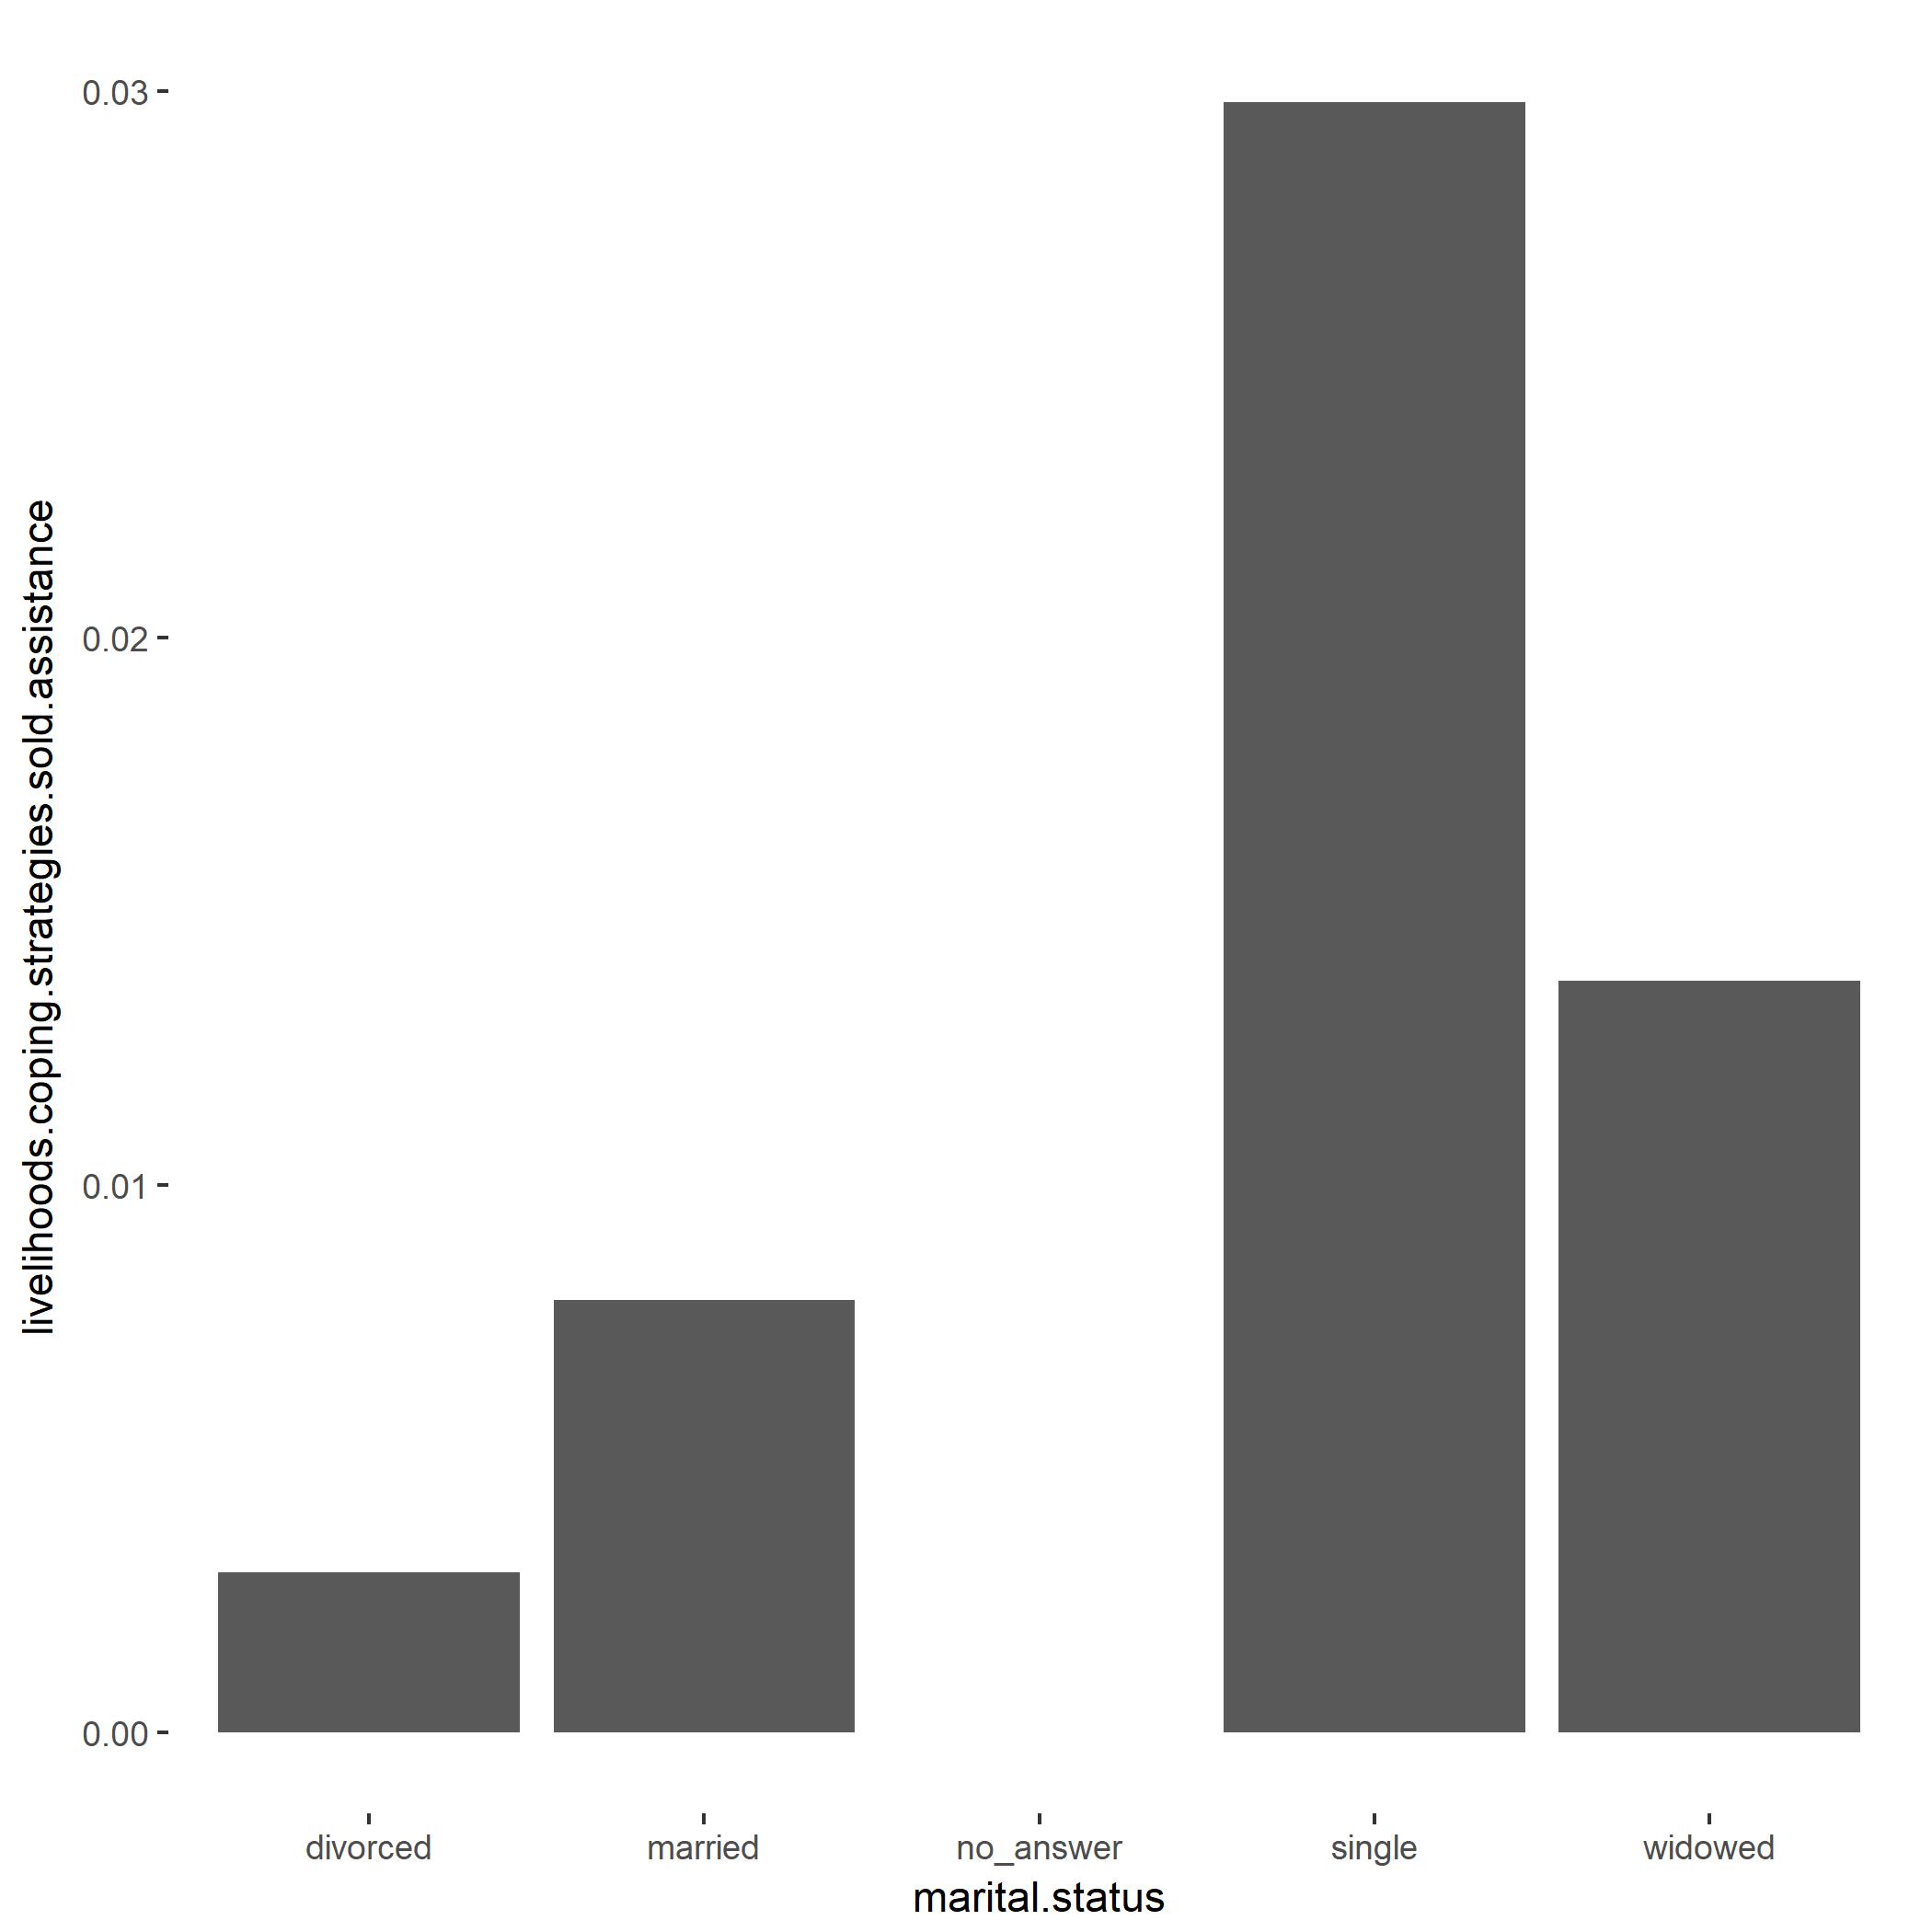 0.03
0.02
0.01
0.00
livelihoods.coping.strategies.sold.assistance
divorced married no_answer single widowed
marital.status